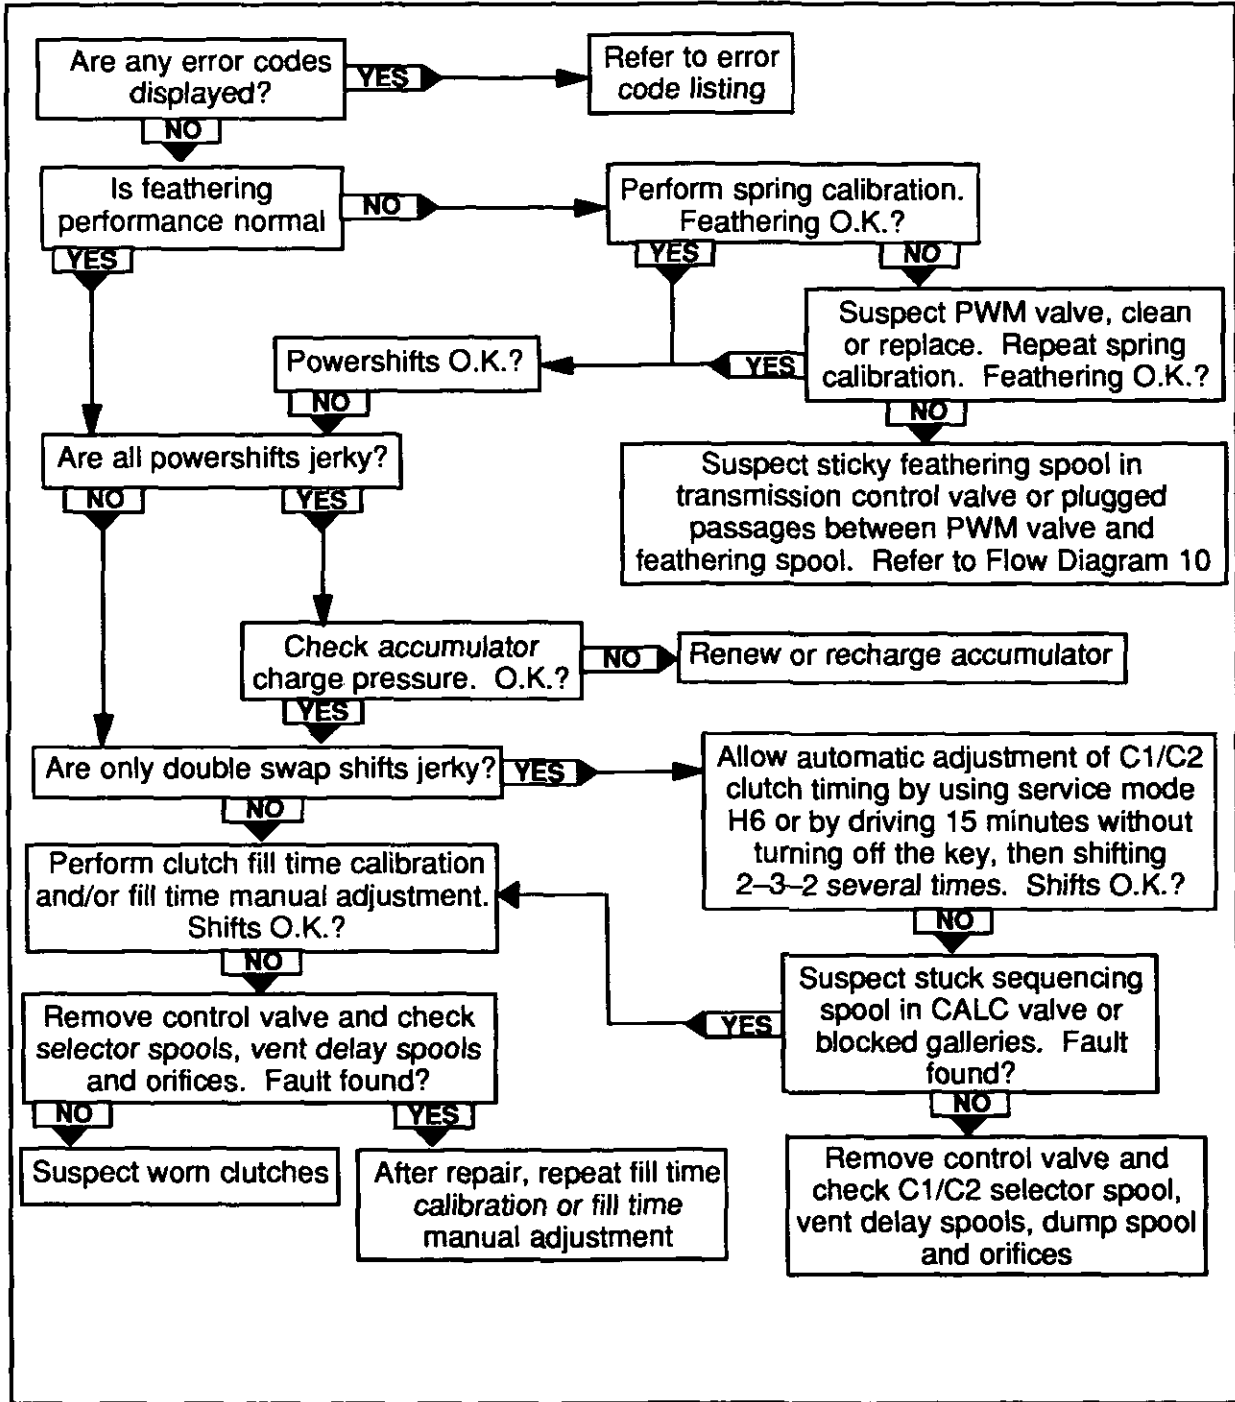 Are any error codes
displayed?
YES
Refer to error
code listing
NO
Is feathering
performance normal
NO
Perform spring calibration.
Feathering O.K.?
YES
YES
NO
Suspect PWM valve, clean
or replace. Repeat spring
calibration. Feathering O.K.?
YES
Powershifts O.K.?
NO
NO
Suspect sticky feathering spool in
transmission control valve or plugged
passages between PWM valve and
feathering spool. Refer to Flow Diagram 10
Are all powershifts jerky?
NO
YES
Check accumulator
charge pressure. O.K.?
NO
Renew or recharge accumulator
YES
Are only double swap shifts jerky?
YES
Allow automatic adjustment of C1/C2
clutch timing by using service mode
H6 or by driving 15 minutes without
turning off the key, then shifting
2–3–2 several times. Shifts O.K.?
NO
NO
Perform clutch fill time calibration
and/or fill time manual adjustment.
Shifts O.K.?
NO
Suspect stuck sequencing
spool in CALC valve or
blocked galleries. Fault
found?
YES
NO
Remove control valve and check
selector spools, vent delay spools
and orifices. Fault found?
NO
YES
Suspect worn clutches
After repair, repeat fill time
calibration or fill time
manual adjustment
Remove control valve and
check C1/C2 selector spool,
vent delay spools, dump spool
and orifices